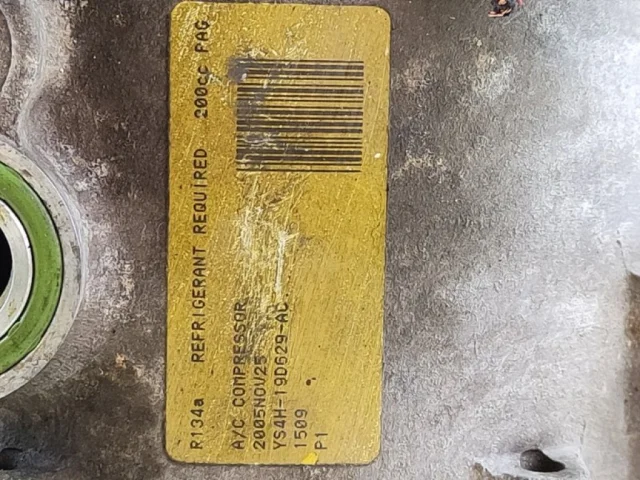 R134a REFRIGERANT REQUIRED 200cc PAG
A/C COMPRESSOR
2005NOV25
YS4H-19D629-AC
1509
P1